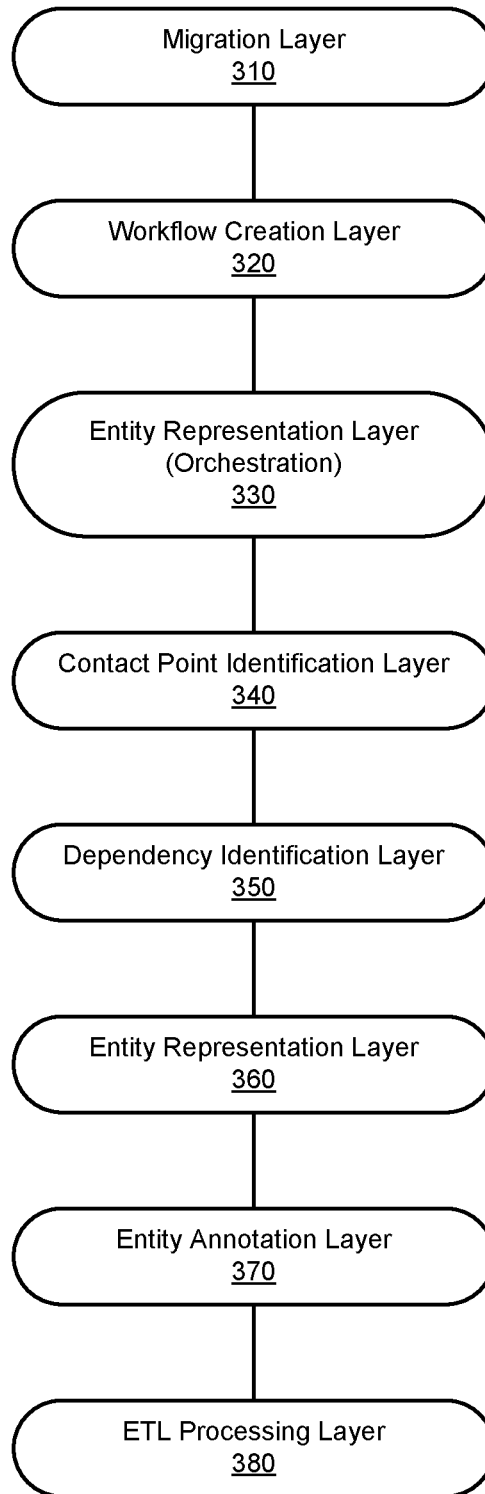 Migration Layer
310
Workflow Creation Layer
320
Entity Representation Layer
(Orchestration)
330
Contact Point Identification Layer
340
Dependency Identification Layer
350
Entity Representation Layer
360
Entity Annotation Layer
370
ETL Processing Layer
380